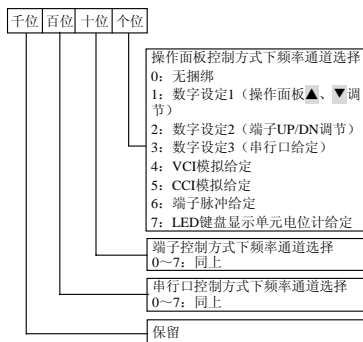 千位 百位 十位 个位
操作面板控制方式下频率通道选择
0：无捆绑
1：数字设定1（操作面板▲、▼调
节）
2：数字设定2（端子UP/DN调节）
3：数字设定3（串行口给定）
4：VCI模拟给定
5：CCI模拟给定
6：端子脉冲给定
7：LED键盘显示单元电位计给定
端子控制方式下频率通道选择
0～7：同上
串行口控制方式下频率通道选择
0～7：同上
保留